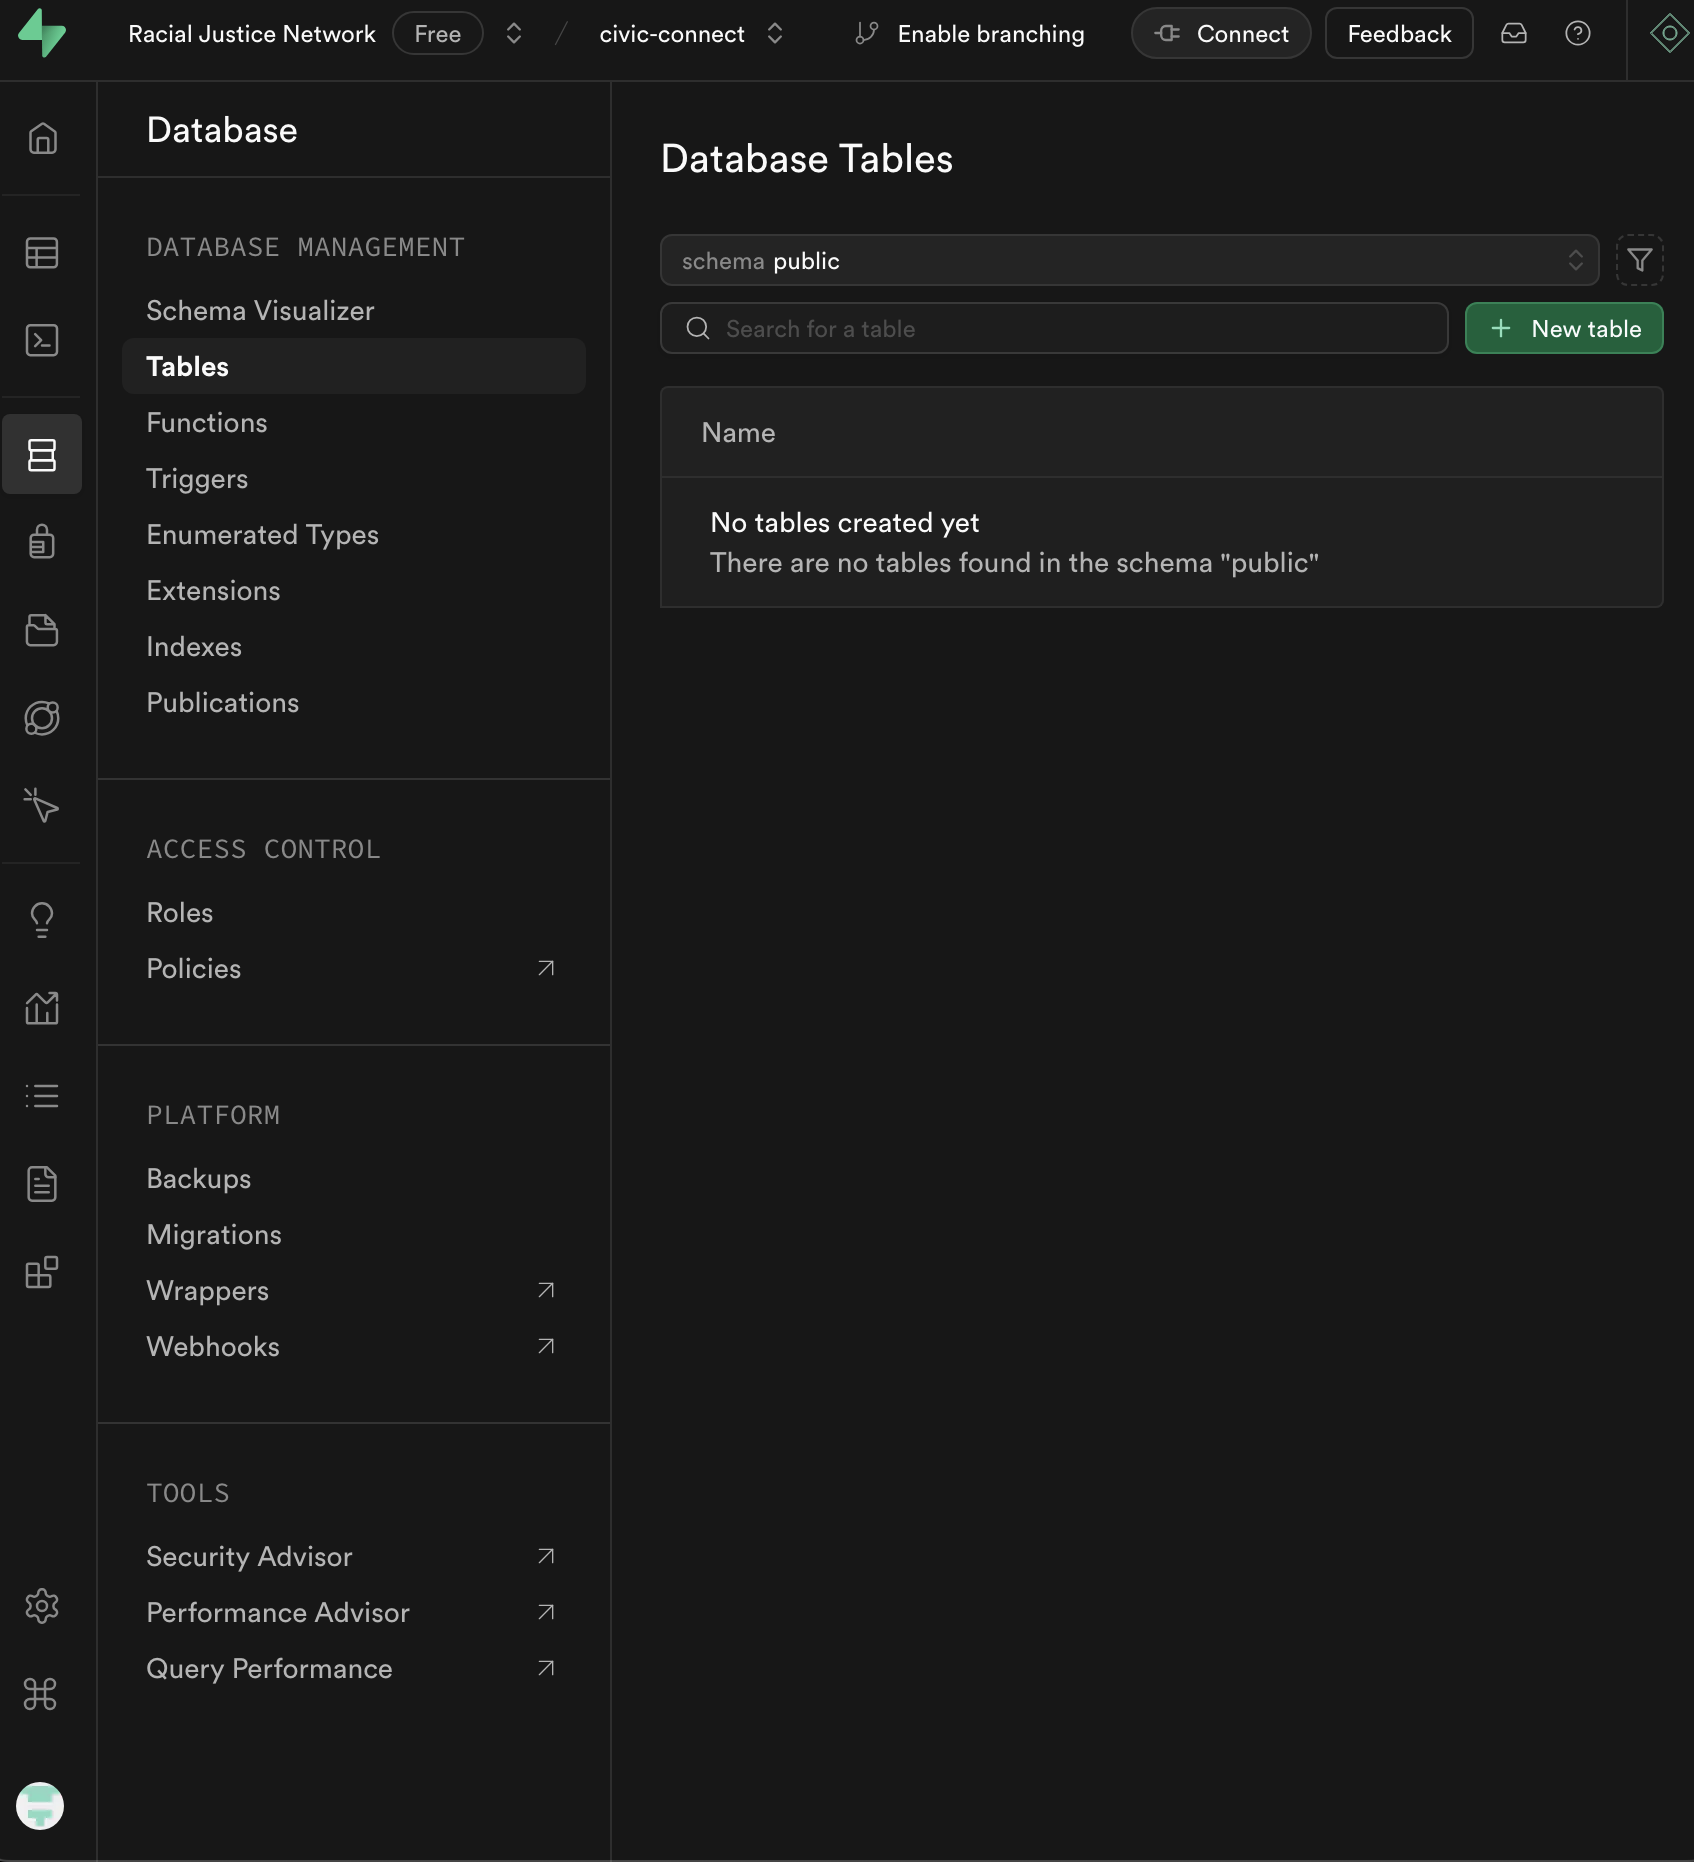 Racial Justice Network Free / civic-connect Enable branching Connect Feedback
Database
DATABASE MANAGEMENT
Schema Visualizer
Tables
Functions
Triggers
Enumerated Types
Extensions
Indexes
Publications
ACCESS CONTROL
Roles
Policies
PLATFORM
Backups
Migrations
Wrappers
Webhooks
TOOLS
Security Advisor
Performance Advisor
Query Performance
Database Tables
schema public
Search for a table
New table
Name
No tables created yet
There are no tables found in the schema "public"